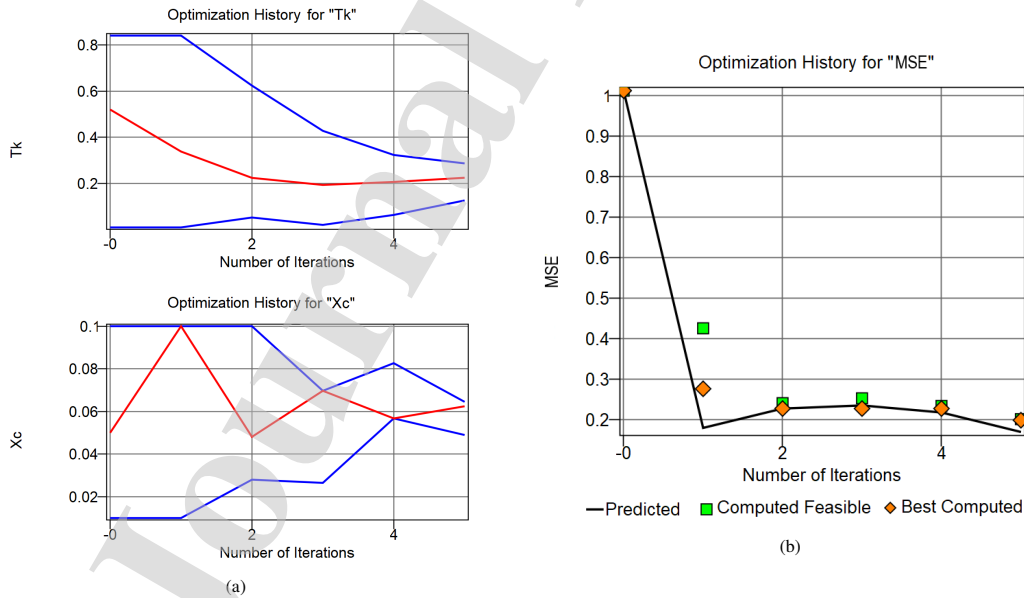 Optimization History for "Tk"
0.8
0.6
0.4
0.2
Tk
-0
2
4
Number of Iterations
Optimization History for "Xc"
0.1
0.08
0.06
0.04
0.02
Xc
-0
2
4
Number of Iterations
(a)
Optimization History for "MSE"
1
0.9
0.8
0.7
0.6
0.5
0.4
0.3
0.2
MSE
-0
2
4
Number of Iterations
Predicted
Computed Feasible
Best Computed
(b)
Journal